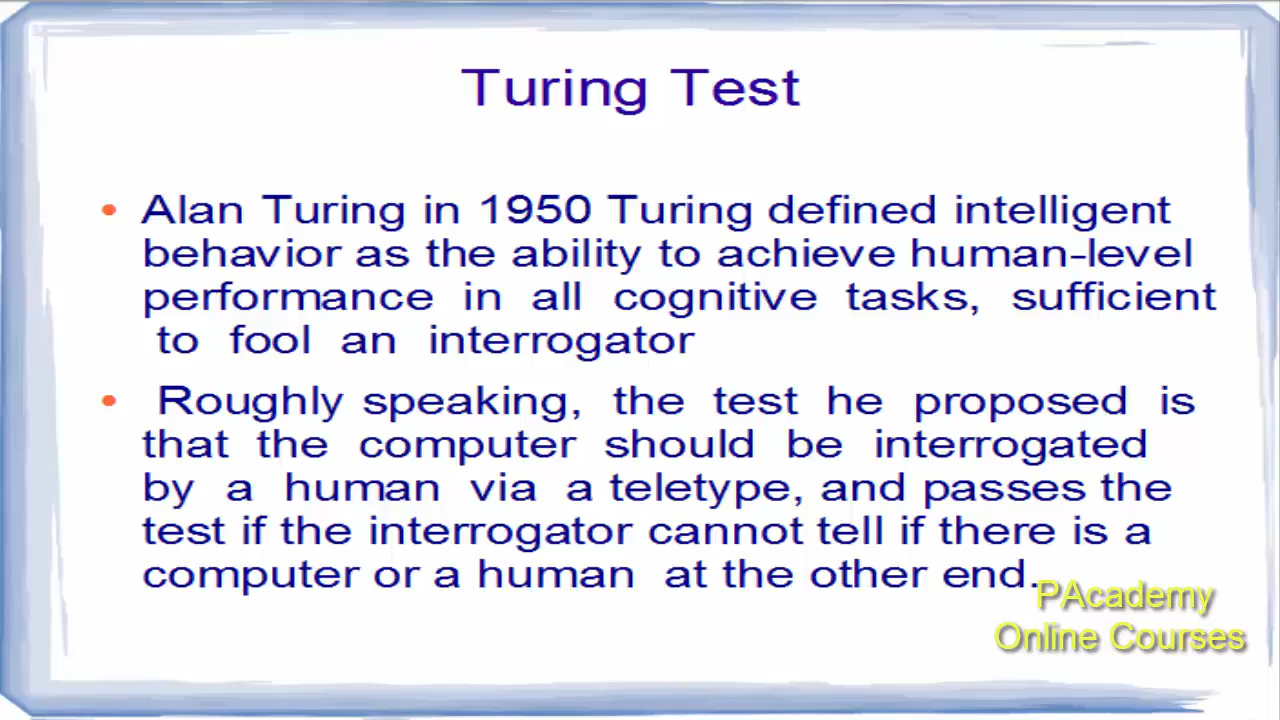 Turing Test
• Alan Turing in 1950 Turing defined intelligent
behavior as the ability to achieve human-level
performance in all cognitive tasks, sufficient
to fool an interrogator
• Roughly speaking, the test he proposed is
that the computer should be interrogated
by a human via a teletype, and passes the
test if the interrogator cannot tell if there is a
computer or a human at the other end.
PAcademy
Online Courses